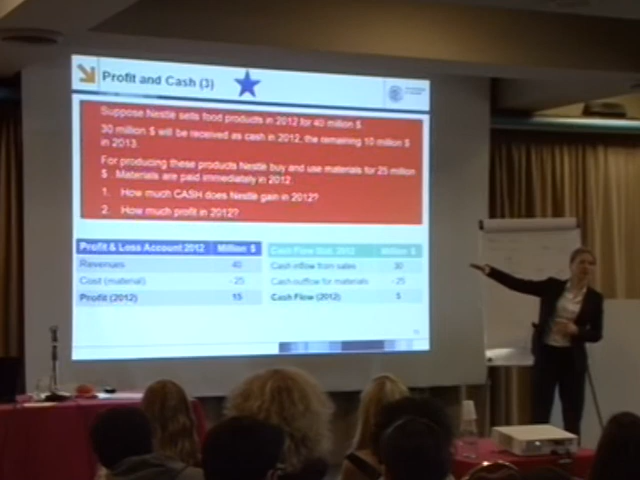 Profit and Cash (3)
Suppose Nestlé sells food products in 2012 for 40 million $
30 million $ will be received as cash in 2012, the remaining 10 million $
in 2013.
For producing these products Nestlé buy and use materials for 25 million
$ . Materials are paid immediately in 2012
1. How much CASH does Nestlé gain in 2012?
2. How much profit in 2012?
Profit & Loss Account 2012 Million $
Revenues 40
Cost (material) - 25
Profit (2012) 15
Cash Flow Stat. 2012 Million $
Cash inflow from sales 30
Cash outflow for materials - 25
Cash Flow (2012) 5